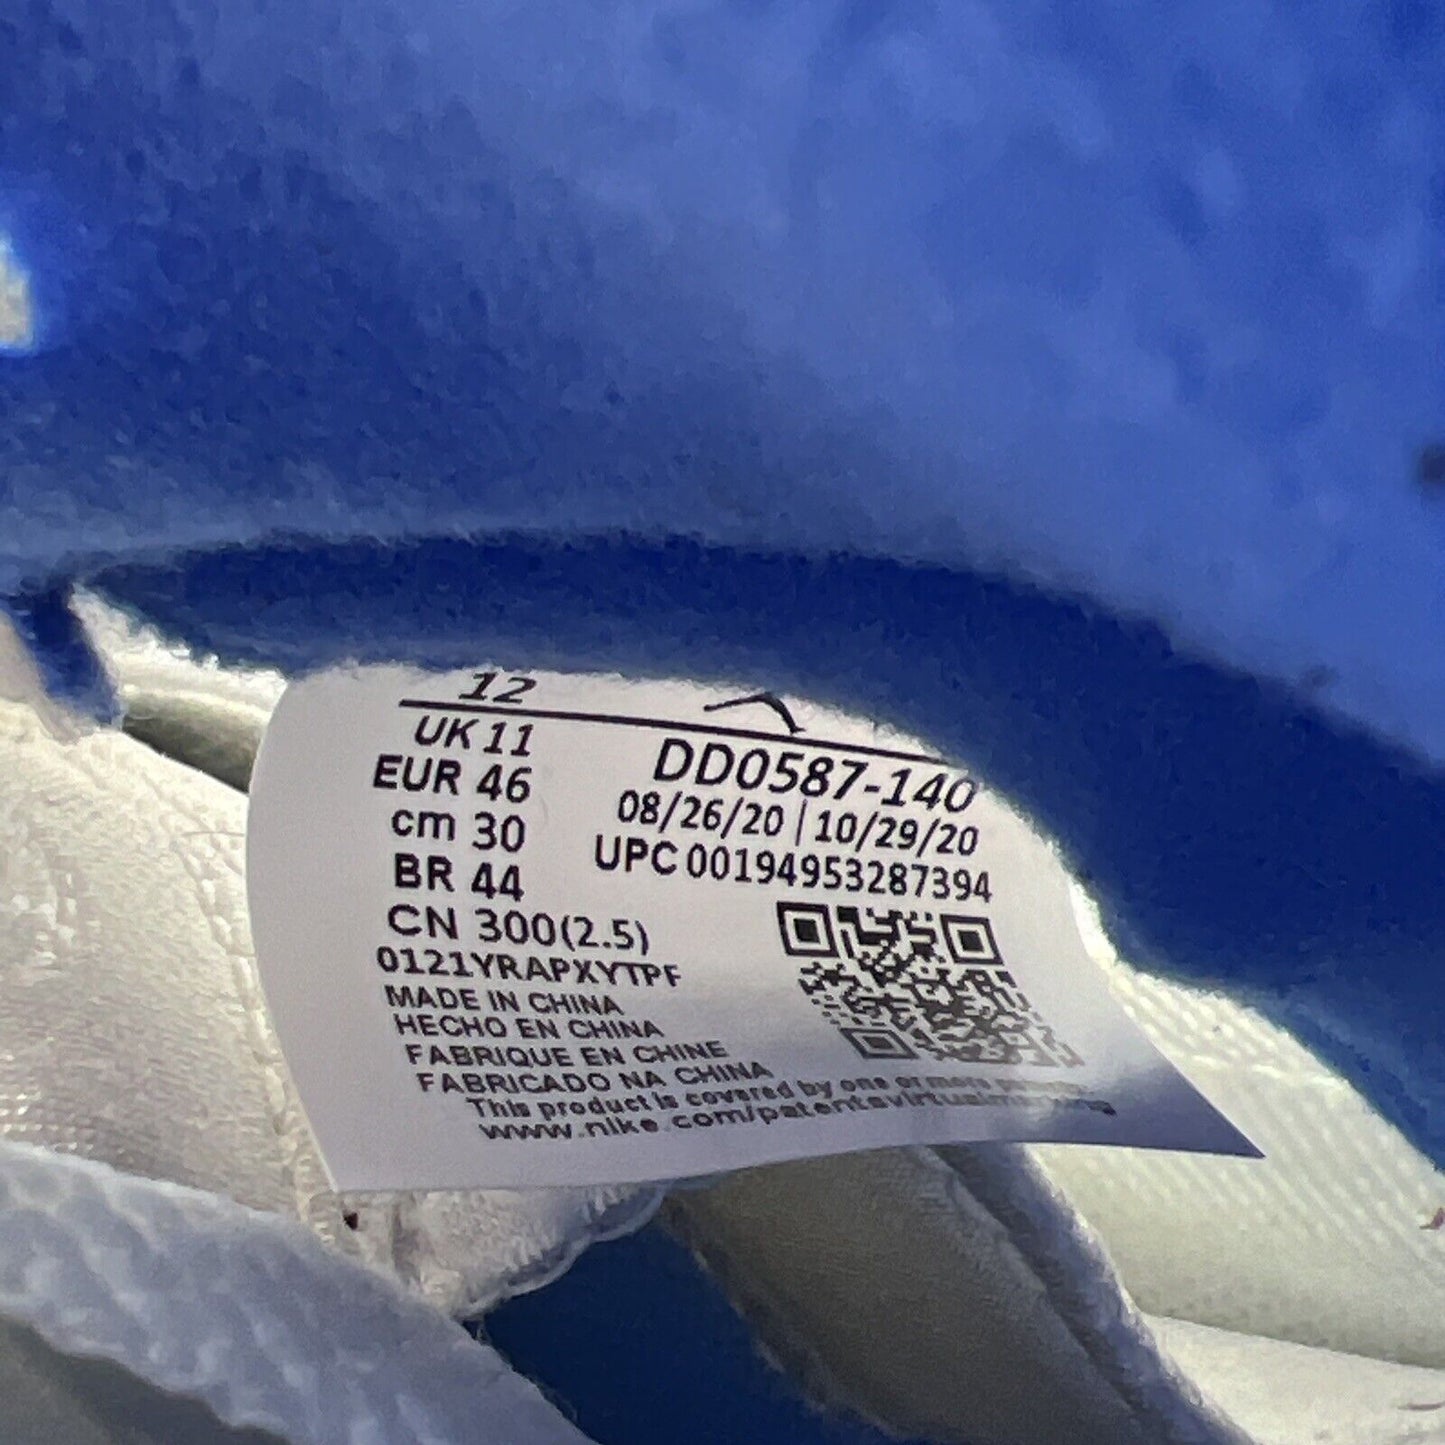 12
UK 11
EUR 46
cm 30
BR 44
CN 300(2.5)
DD0587-140
08/26/20 | 10/29/20
UPC 00194953287394
0121YRAPXYTPF
MADE IN CHINA
HECHO EN CHINA
FABRIQUE EN CHINE
FABRICADO NA CHINA
This product is covered by one or more
www.nike.com/patentsvirtualmarking